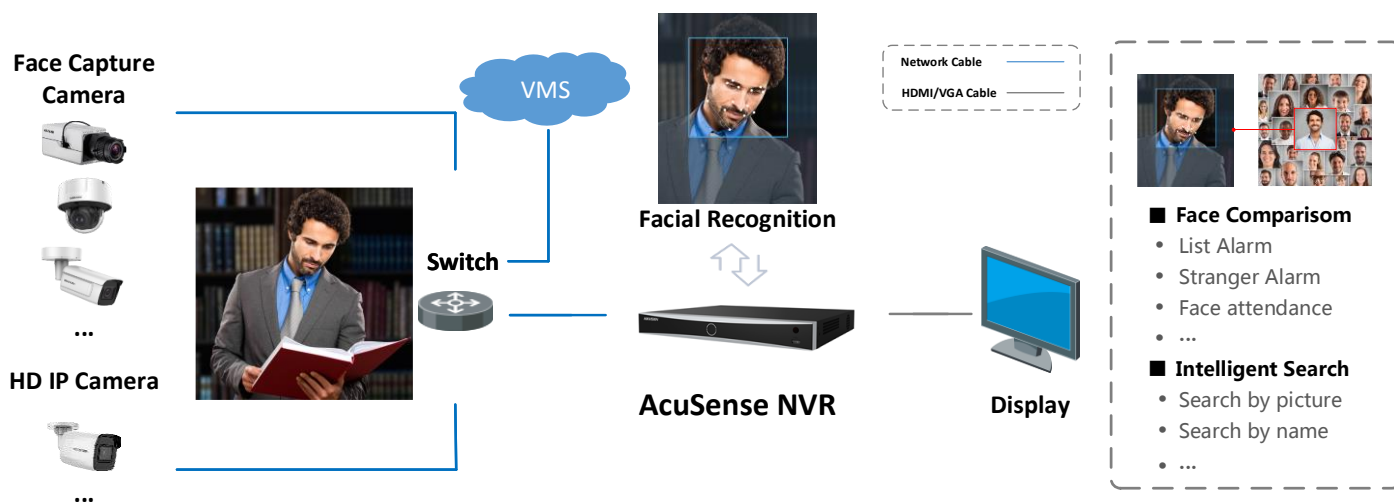 Face Capture
Camera
...
HD IP Camera
...
VMS
Switch
Facial Recognition
AcuSense NVR
Display
Network Cable
HDMI/VGA Cable
■ Face Comparisom
• List Alarm
• Stranger Alarm
• Face attendance
• ...
■ Intelligent Search
• Search by picture
• Search by name
• ...